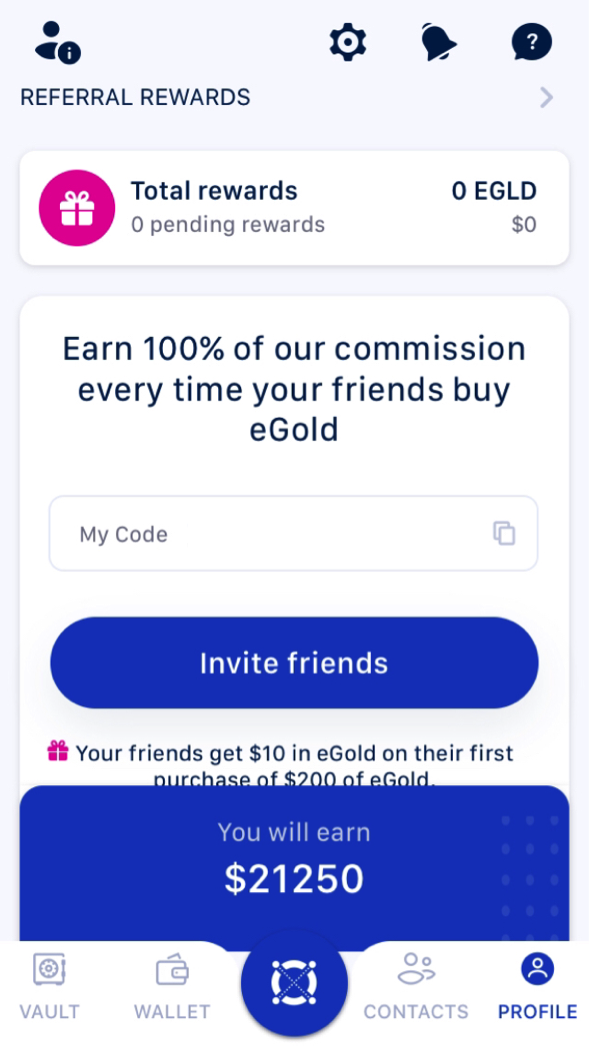 REFERRAL REWARDS
Total rewards
0 EGLD
0 pending rewards
$0
Earn 100% of our commission
every time your friends buy
eGold
My Code
Invite friends
Your friends get $10 in eGold on their first
purchase of $200 of eGold.
You will earn
$21250
VAULT
WALLET
CONTACTS
PROFILE